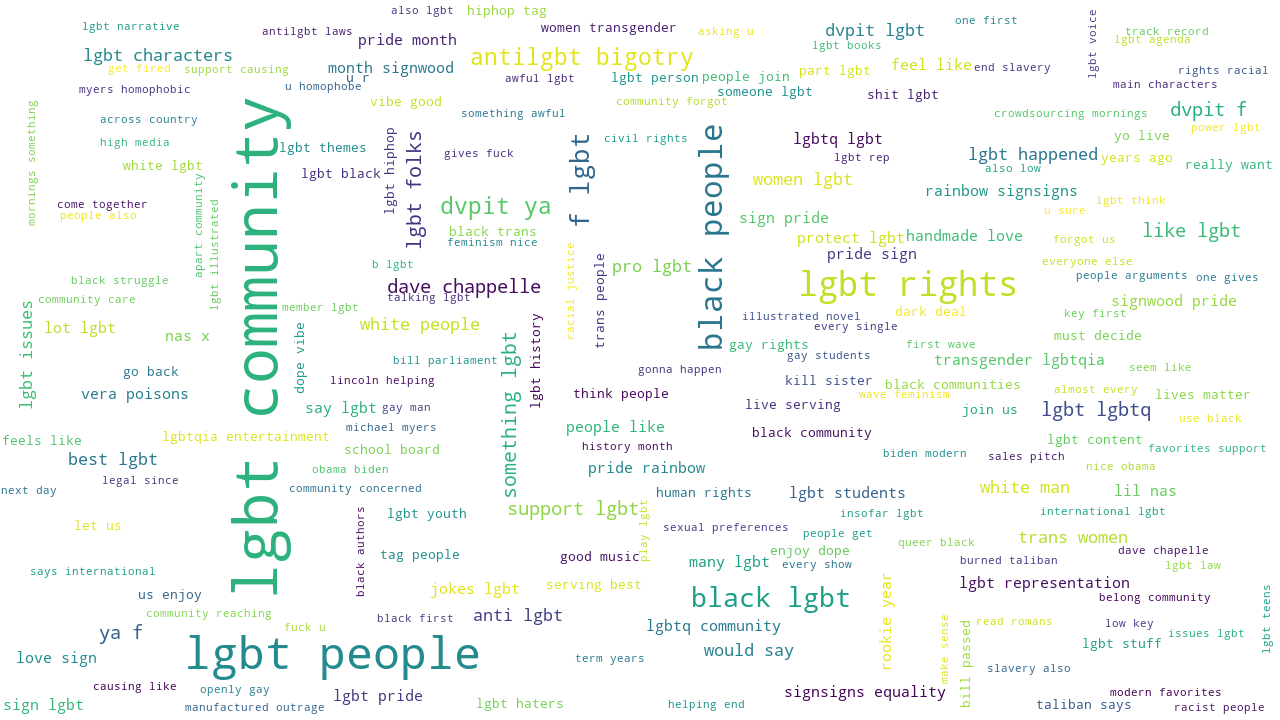 also lgbt
hiphop tag
lgbt narrative
antilgbt laws
women transgender
asking u
dvpit lgbt
one first
lgbt voice
track record
lgbt agenda
pride month
lgbt books
lgbt characters
antilgbt bigotry
get fired
support causing
month signwood
u r
awful lgbt
lgbt person
people join
part lgbt
feel like
end slavery
rights racial
myers homophobic
u homophobe
someone lgbt
shit lgbt
main characters
vibe good
community forgot
mornings something
across country
something awful
crowdsourcing mornings
dvpit f
power lgbt
high media
lgbt themes
lgbt hiphop
lgbt folks
gives fuck
f lgbt
civil rights
black people
lgbtq lgbt
lgbt rep
lgbt happened
yo live
years ago
white lgbt
lgbt black
also low
really want
lgbt community
apart community
women lgbt
rainbow signsigns
come together
people also
lgbt illustrated
dvpit ya
lgbt think
u sure
sign pride
black trans
feminism nice
protect lgbt
handmade love
forgot us
like lgbt
racial justice
trans people
pride sign
b lgbt
pro lgbt
everyone else
black struggle
dave chappelle
talking lgbt
lgbt rights
people arguments
one gives
community care
member lgbt
signwood pride
lgbt issues
lot lgbt
nas x
dope vibe
white people
something lgbt
lgbt history
illustrated novel
every single
dark deal
key first
gay rights
first wave
must decide
bill parliament
gay students
transgender lgbtqia
seem like
go back
lincoln helping
gonna happen
kill sister
black communities
almost every
vera poisons
think people
wave feminism
lives matter
say lgbt
gay man
live serving
join us
lgbt lgbtq
use black
michael myers
people like
black community
feels like
lgbtqia entertainment
school board
history month
lgbt content
favorites support
best lgbt
obama biden
pride rainbow
biden modern
sales pitch
nice obama
legal since
next day
community concerned
human rights
lgbt students
white man
lil nas
support lgbt
let us
black authors
lgbt youth
play lgbt
sexual preferences
insofar lgbt
international lgbt
people get
trans women
tag people
good music
many lgbt
enjoy dope
every show
queer black
burned taliban
dave chapelle
lgbt law
says international
jokes lgbt
serving best
rookie year
lgbt representation
us enjoy
black lgbt
belong community
lgbt teens
community reaching
fuck u
black first
anti lgbt
lgbtq community
make sense
bill passed
read romans
low key
issues lgbt
ya f
lgbt people
would say
lgbt stuff
love sign
term years
slavery also
causing like
openly gay
lgbt pride
signsigns equality
modern favorites
sign lgbt
manufactured outrage
lgbt haters
helping end
taliban says
racist people